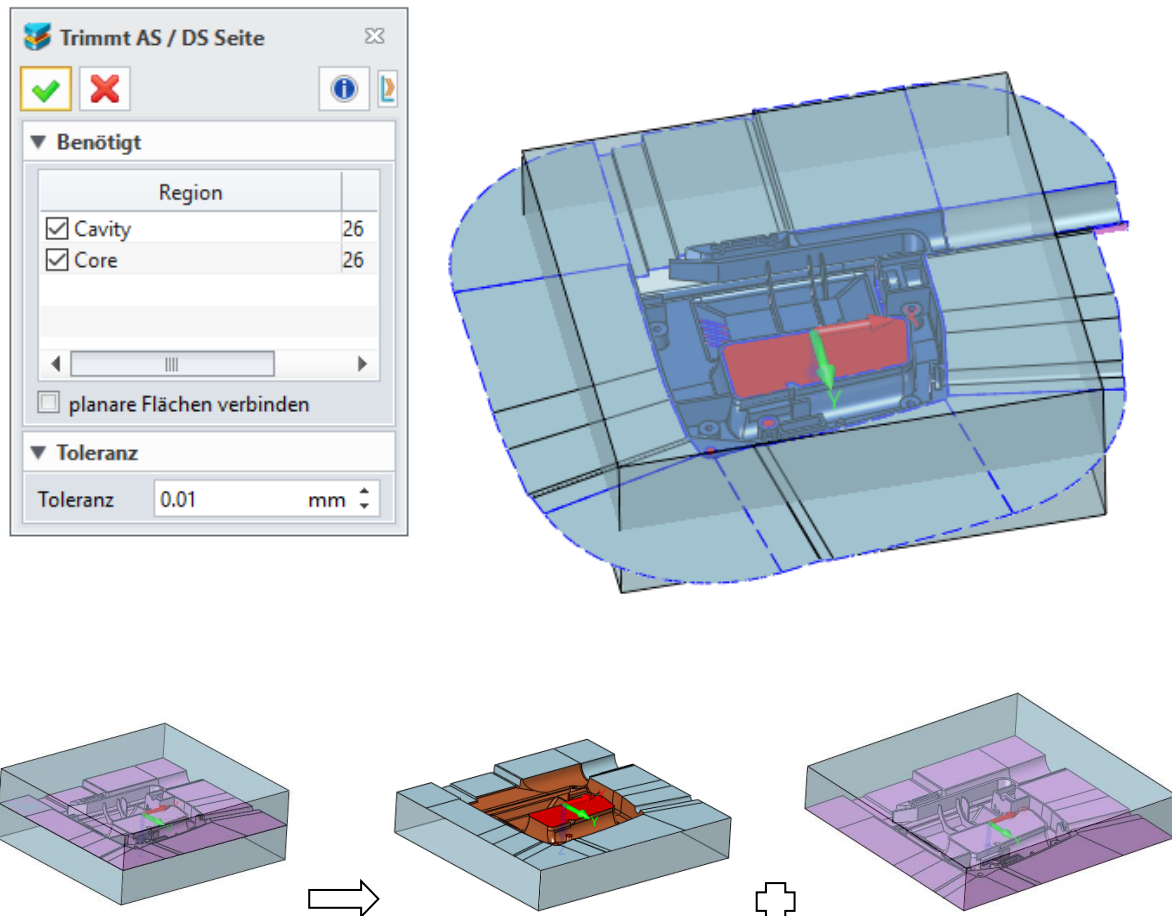 Trimmt AS / DS Seite
Benötigt
Region
Cavity 26
Core 26
planare Flächen verbinden
Toleranz
Toleranz 0.01 mm
Y
Y